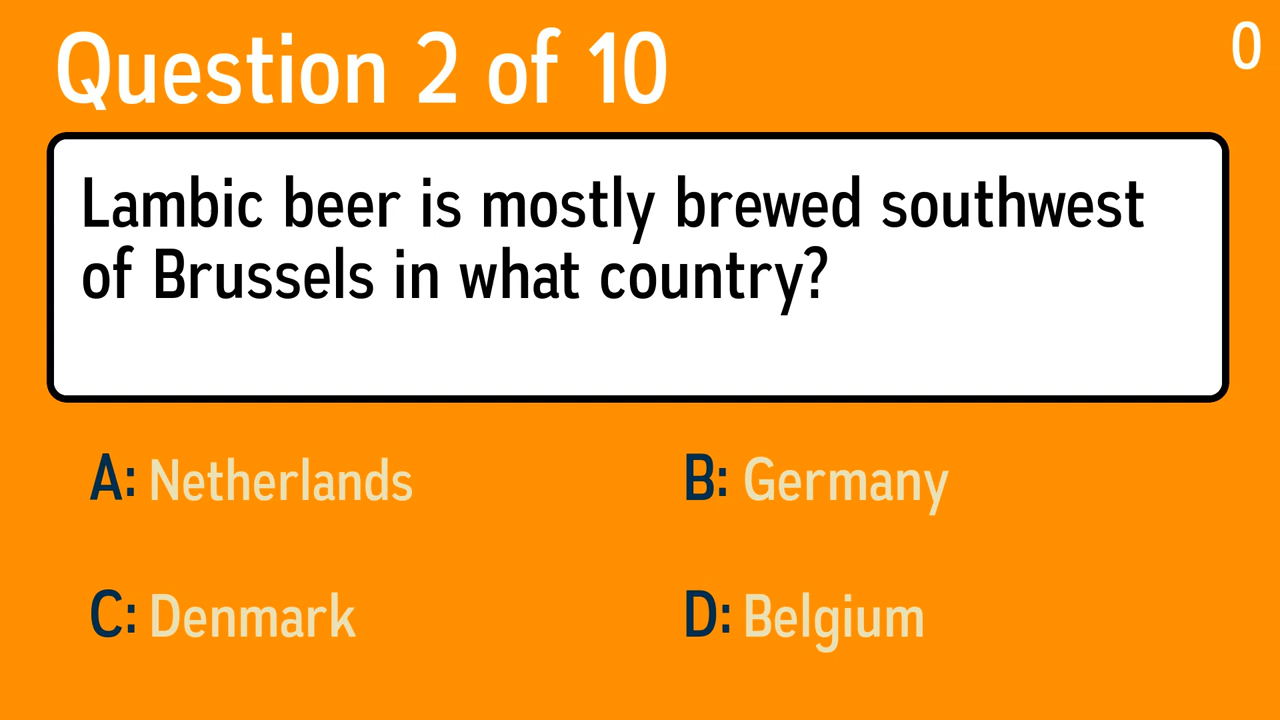 Question 2 of 10
0
Lambic beer is mostly brewed southwest
of Brussels in what country?
A: Netherlands
B: Germany
C: Denmark
D: Belgium